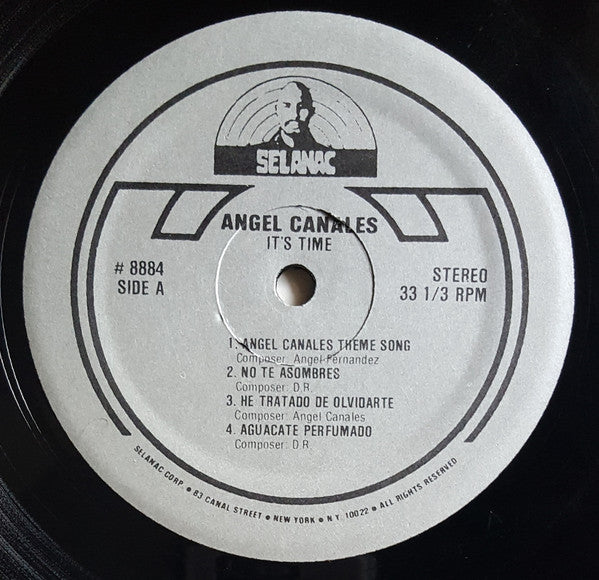 SELANAC
ANGEL CANALES
IT'S TIME
# 8884
SIDE A
STEREO
33 1/3 RPM
1. ANGEL CANALES THEME SONG
Composer: Angel Fernandez
2. NO TE ASOMBRES
Composer: D.R.
3. HE TRATADO DE OLVIDARTE
Composer: Angel Canales
4. AGUACATE PERFUMADO
Composer: D.R.
SELANAC CORP. • 83 CANAL STREET • NEW YORK • N.Y. 10022 • ALL RIGHTS RESERVED